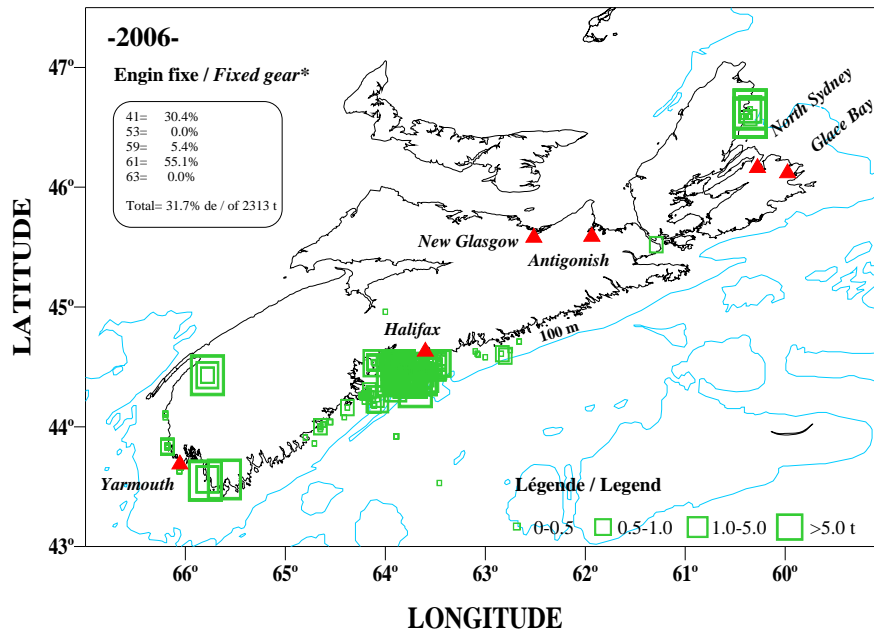 -2006-
Engin fixe / Fixed gear*
41= 30.4%
53= 0.0%
59= 5.4%
61= 55.1%
63= 0.0%
Total= 31.7% de / of 2313 t
47º
46º
45º
44º
43º
LATITUDE
North Sydney
Glace Bay
New Glasgow
Antigonish
Halifax
100 m
Yarmouth
Légende / Legend
0-0.5 0.5-1.0 1.0-5.0 >5.0 t
66º 65º 64º 63º 62º 61º 60º
LONGITUDE